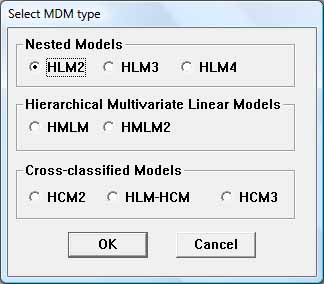 Select MDM type
Nested Models
HLM2 HLM3 HLM4
Hierarchical Multivariate Linear Models
HMLM HMLM2
Cross-classified Models
HCM2 HLM-HCM HCM3
OK Cancel